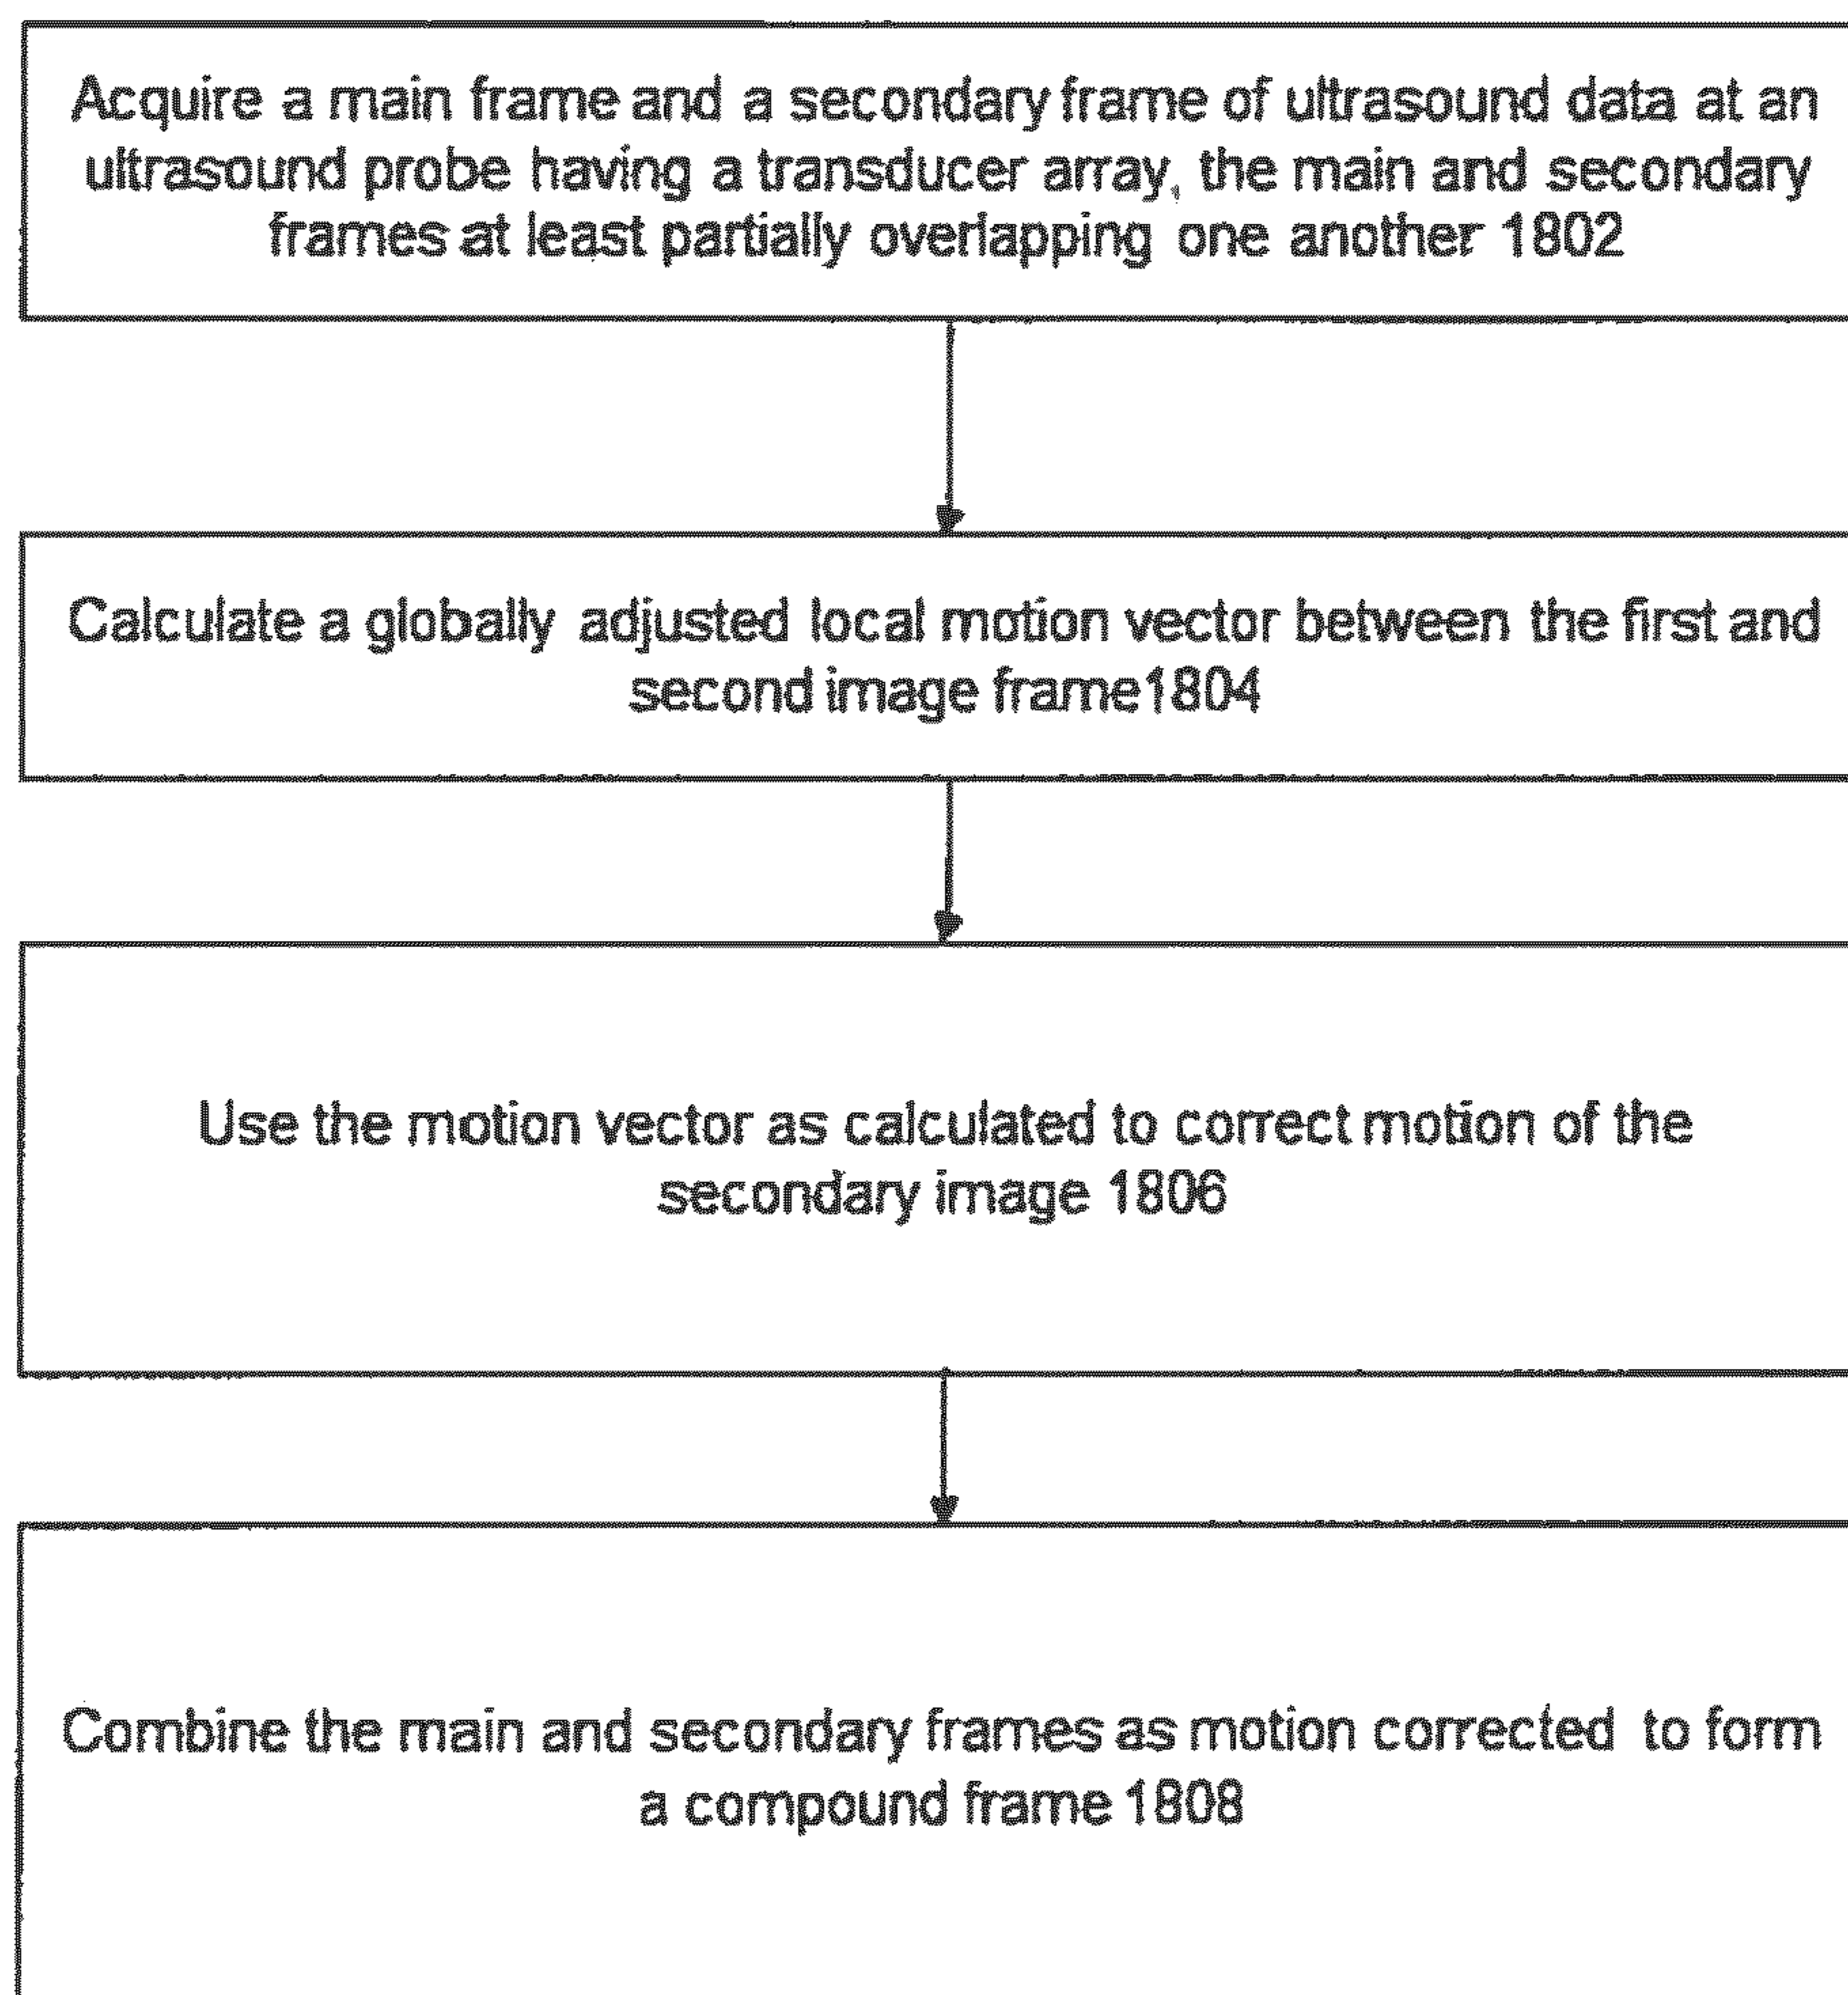 Acquire a main frame and a secondary frame of ultrasound data at an
ultrasound probe having a transducer array, the main and secondary
frames at least partially overlapping one another 1802
Calculate a globally adjusted local motion vector between the first and
second image frame1804
Use the motion vector as calculated to correct motion of the
secondary image 1806
Combine the main and secondary frames as motion corrected to form
a compound frame 1808